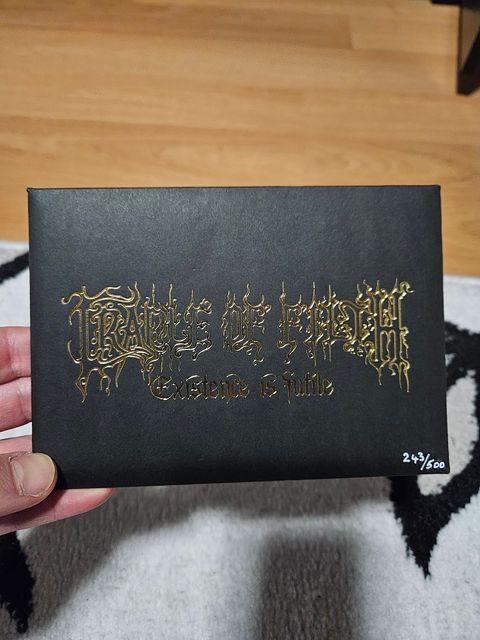 CRADLE OF FILTH
Existence is futile
243/500